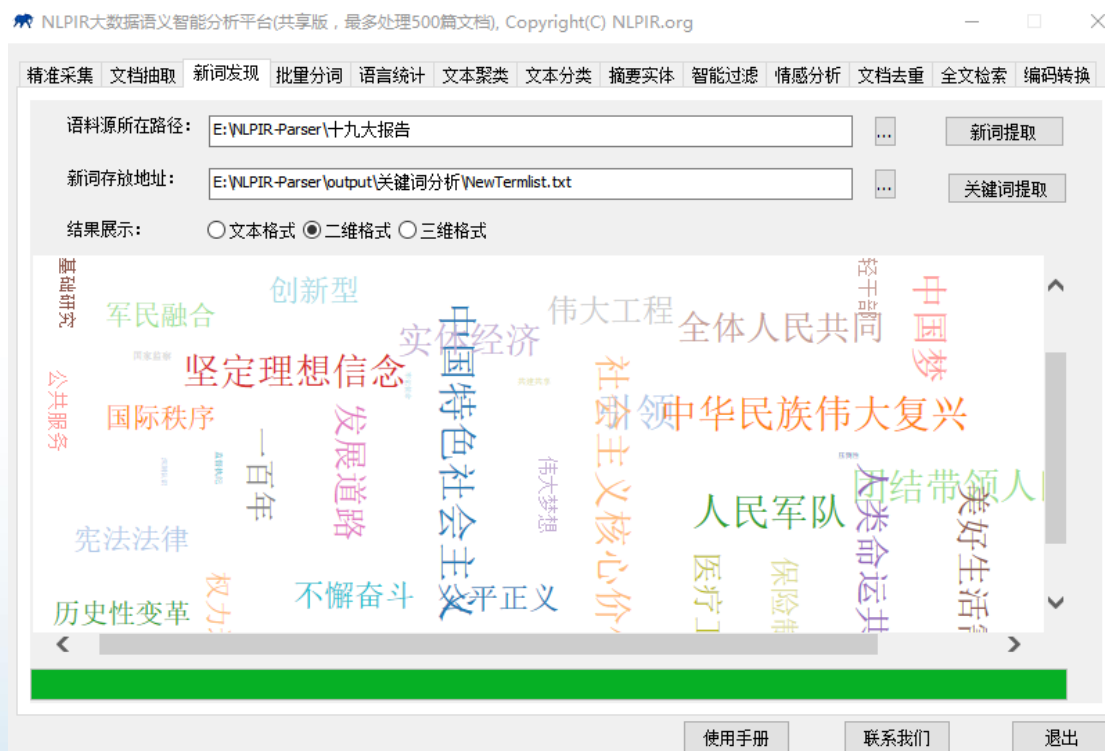 NLPIR大数据语义智能分析平台(共享版，最多处理500篇文档), Copyright(C) NLPIR.org
精准采集 文档抽取 新词发现 批量分词 语言统计 文本聚类 文本分类 摘要实体 智能过滤 情感分析 文档去重 全文检索 编码转换
语料源所在路径： E:\NLPIR-Parser\十九大报告 ... 新词提取
新词存放地址： E:\NLPIR-Parser\output\关键词分析\NewTermlist.txt ... 关键词提取
结果展示： 文本格式 二维格式 三维格式
基础研究
创新型
军民融合
伟大工程
轻干部
中国梦
实体经济
全体人民共同
坚定理想信念
中国特色社会主义
公共服务
国际秩序
发展道路
一百年
社会主义核心价
引领
中华民族伟大复兴
伟大梦想
团结带领人
人民军队
人类命运共
美好生活
宪法法律
权力
不懈奋斗
公平正义
医疗
保险制
历史性变革
使用手册 联系我们 退出